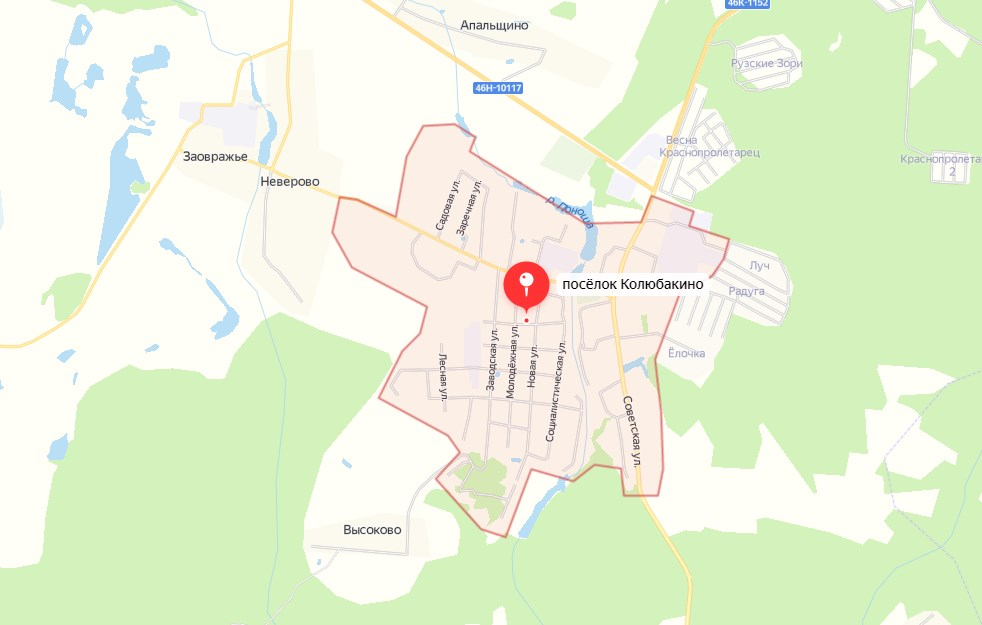 46К-1152
Апальщино
Рузские Зори
46Н-10117
Весна
Краснопролетарец
Заовражье
Краснопролета
2
Неверово
Садовая ул.
Заречная ул.
р. Поноша
Луч
посёлок Колюбакино
Радуга
Ёлочка
Лесная ул.
Заводская ул.
Молодёжная ул.
Новая ул.
Социалистическая ул.
Советская ул.
Высоково